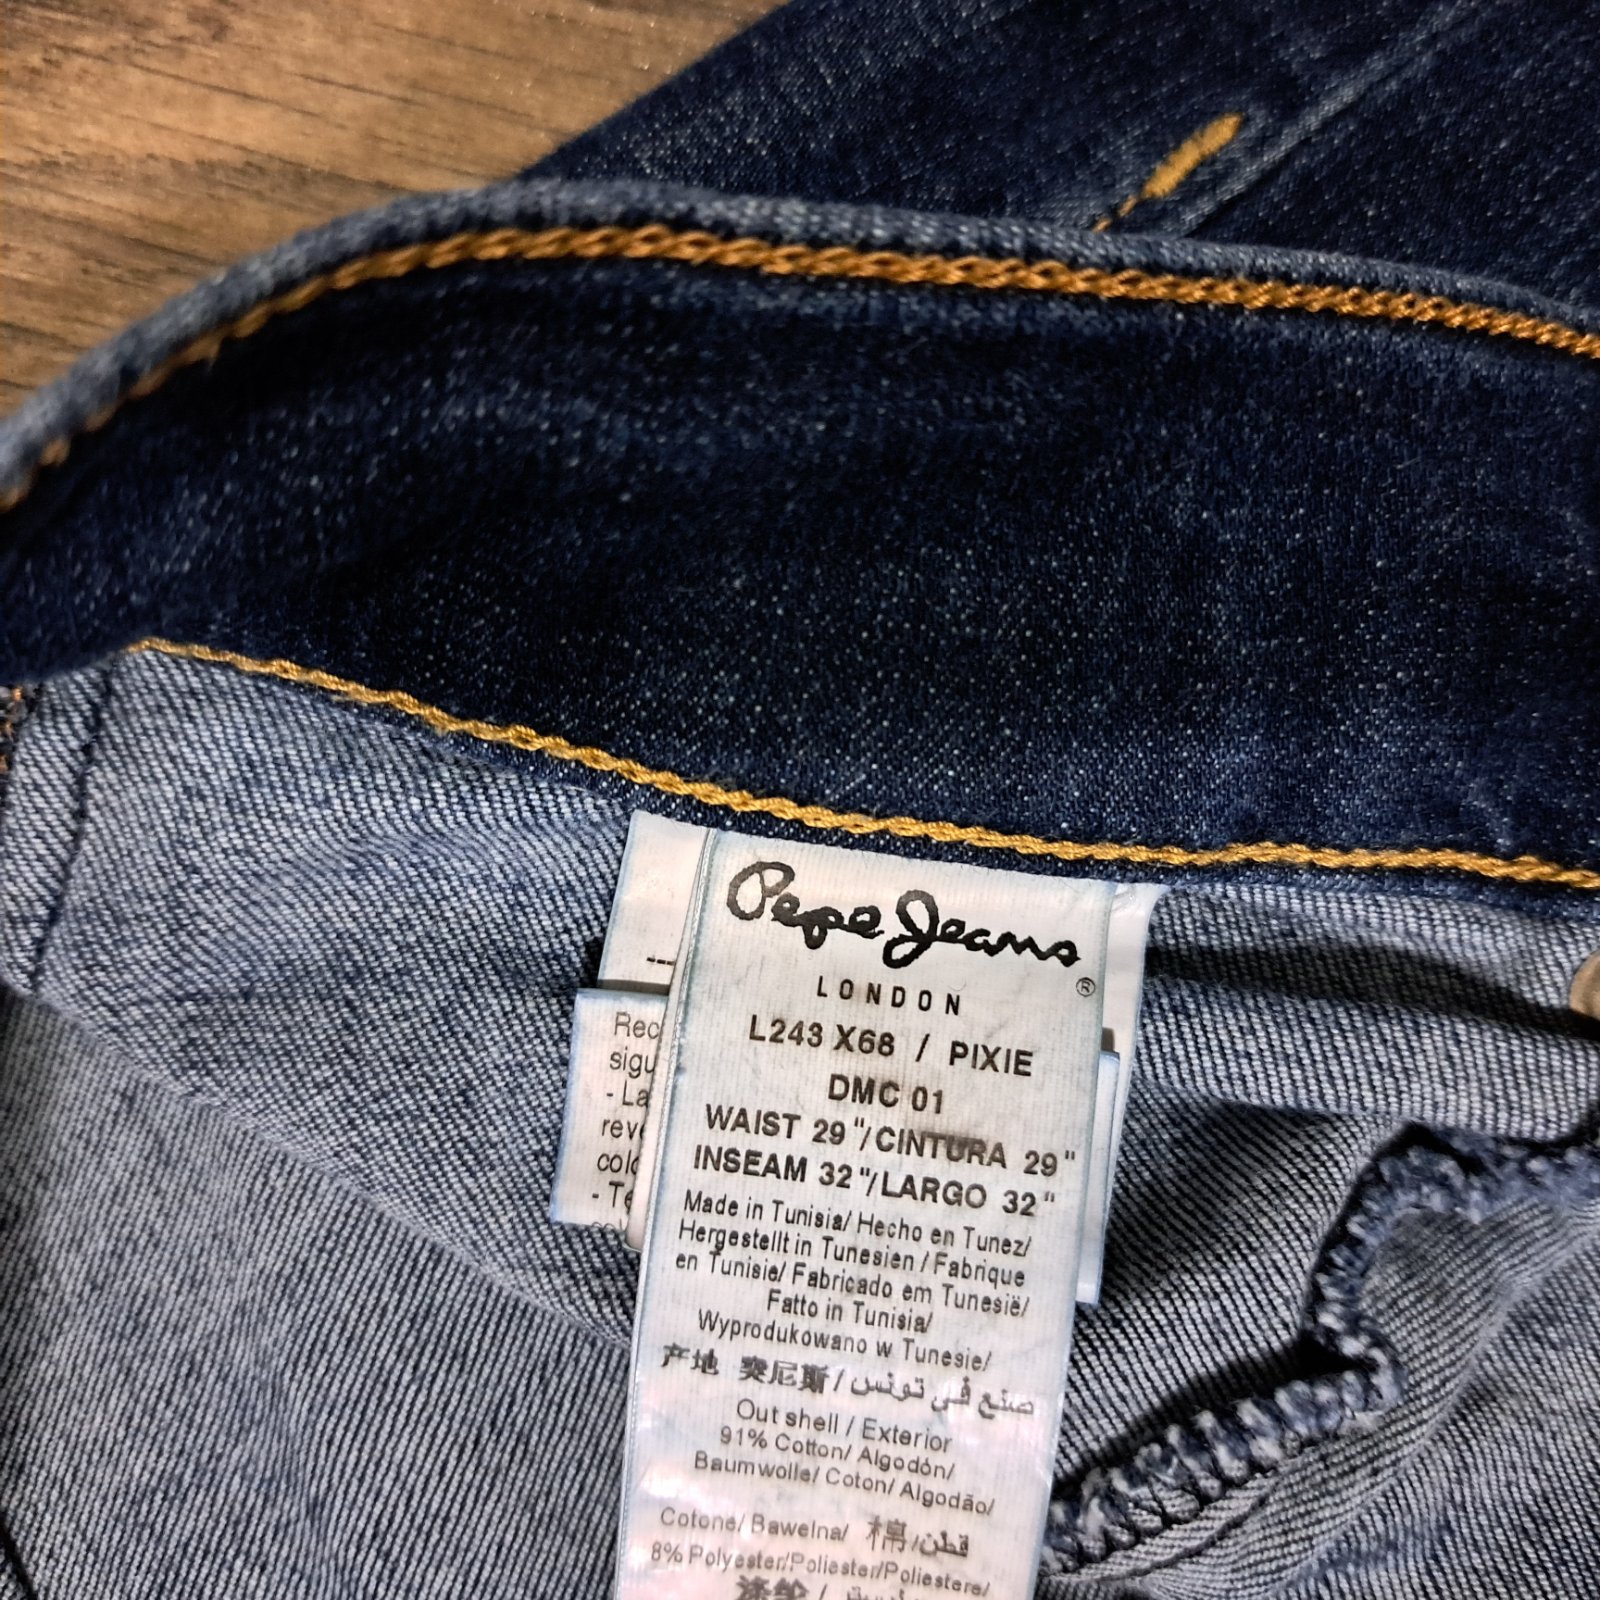 Pepe Jeans
®
LONDON
L243 X68 / PIXIE
DMC 01
WAIST 29 "/CINTURA 29 "
INSEAM 32 "/LARGO 32 "
Made in Tunisia/ Hecho en Tunez/
Hergestellt in Tunesien / Fabrique
en Tunisie/ Fabricado em Tunesië/
Fatto in Tunisia/
Wyprodukowano w Tunesie/
产地 突尼斯/ صنع في تونس
Out shell / Exterior
91% Cotton/ Algodón/
Baumwolle/ Coton/ Algodão/
Cotone/ Bawelna/ 棉/قطن
8% Polyester/Poliester/Poliestere/
Rec
sigu
- La
reve
colo
- Te